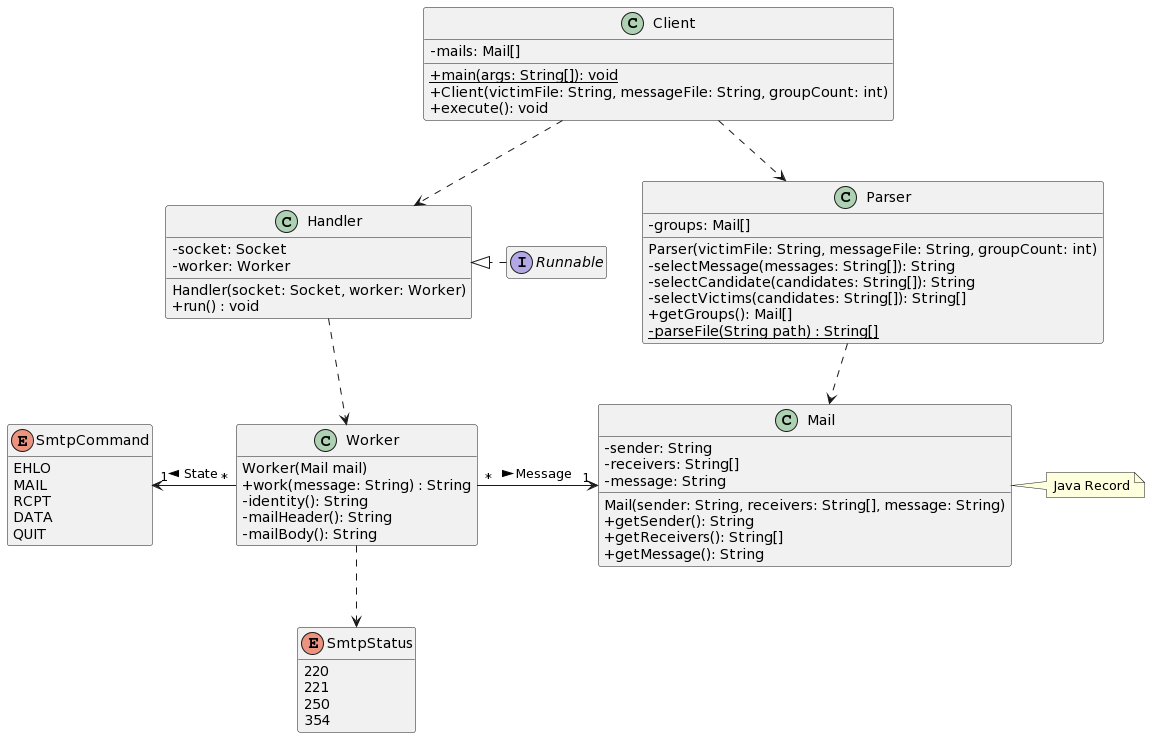 C Client
-mails: Mail[]
+main(args: String[]): void
+Client(victimFile: String, messageFile: String, groupCount: int)
+execute(): void
C Handler
-socket: Socket
-worker: Worker
Handler(socket: Socket, worker: Worker)
+run() : void
I Runnable
C Parser
-groups: Mail[]
Parser(victimFile: String, messageFile: String, groupCount: int)
-selectMessage(messages: String[]): String
-selectCandidate(candidates: String[]): String
-selectVictims(candidates: String[]): String[]
+getGroups(): Mail[]
-parseFile(String path) : String[]
E SmtpCommand
EHLO
MAIL
RCPT
DATA
QUIT
1 State *
C Worker
Worker(Mail mail)
+work(message: String) : String
-identity(): String
-mailHeader(): String
-mailBody(): String
* Message 1
C Mail
-sender: String
-receivers: String[]
-message: String
Mail(sender: String, receivers: String[], message: String)
+getSender(): String
+getReceivers(): String[]
+getMessage(): String
Java Record
E SmtpStatus
220
221
250
354